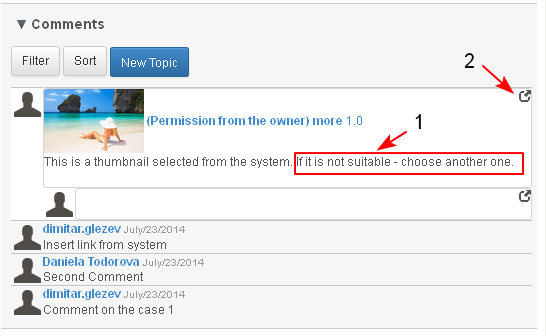 ▼ Comments
Filter Sort New Topic
2
(Permission from the owner) more 1.0
1
This is a thumbnail selected from the system. If it is not suitable - choose another one.
dimitar.glezev July/23/2014
Insert link from system
Daniela Todorova July/23/2014
Second Comment
dimitar.glezev July/23/2014
Comment on the case 1